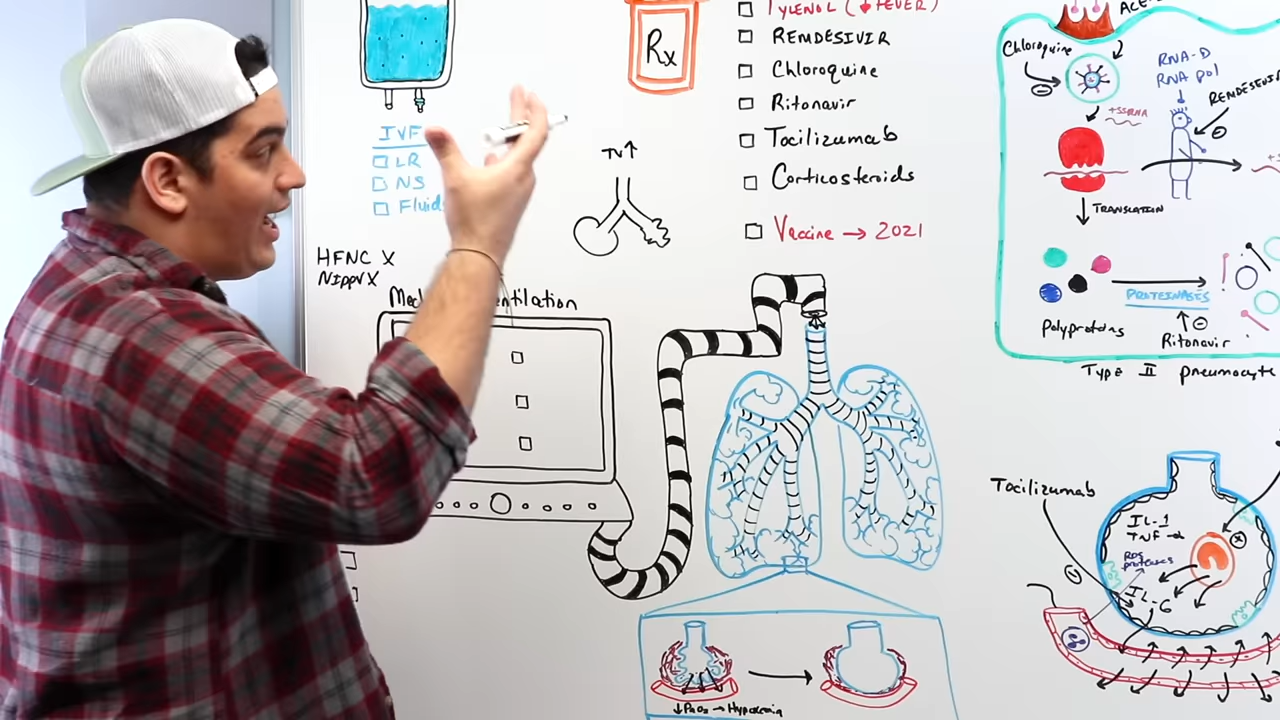 IVF
LR
NS
Fluids
HFNC X
NIPPV X
TV↑
Rx
TYLENOL (↓ FEVER)
REMDESIVIR
Chloroquine
Ritonavir
Tocilizumab
Corticosteroids
Vaccine → 2021
Chloroquine
RNA-D
RNA pol
REMDESIVIR
+SSRNA
TRANSLATION
PROTEINASES
Polyproteins
Ritonavir
TYPE II pneumocyte
Tocilizumab
IL-1
TNF-α
ROS
proteases
IL-6
↓PaO₂ → Hypoxemia